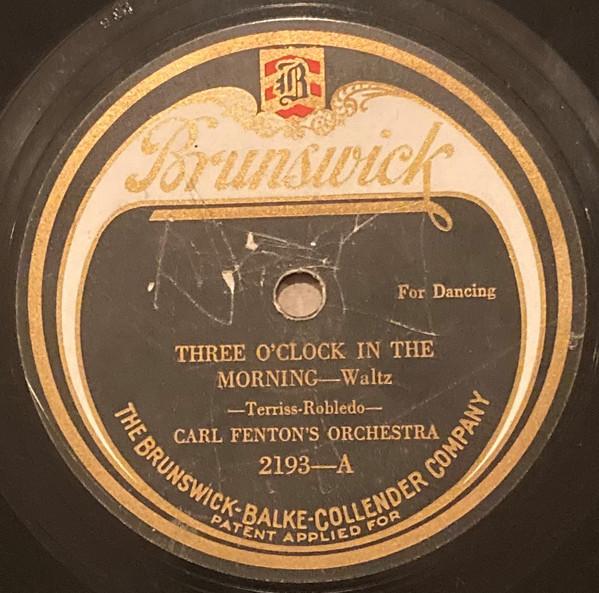 B
Brunswick
For Dancing
THREE O'CLOCK IN THE
MORNING—Waltz
—Terriss-Robledo—
CARL FENTON'S ORCHESTRA
2193—A
THE BRUNSWICK-BALKE-COLLENDER COMPANY
PATENT APPLIED FOR